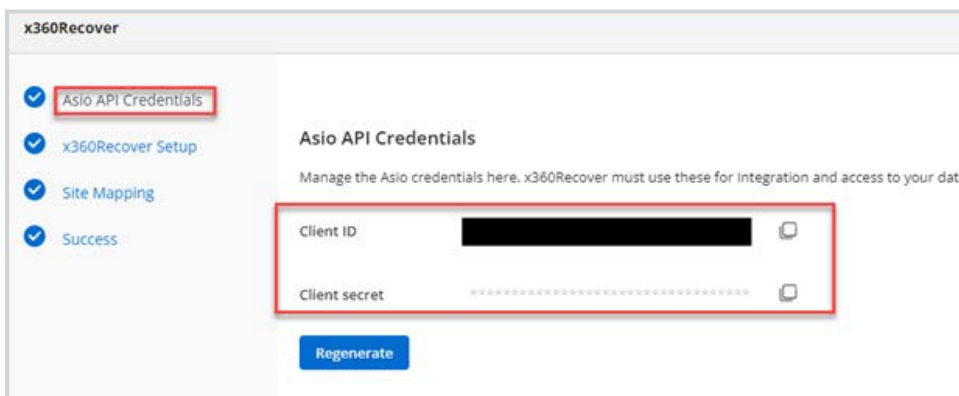 x360Recover
Asio API Credentials
x360Recover Setup
Site Mapping
Success
Asio API Credentials
Manage the Asio credentials here. x360Recover must use these for Integration and access to your dat
Client ID
Client secret
**********************************
Regenerate